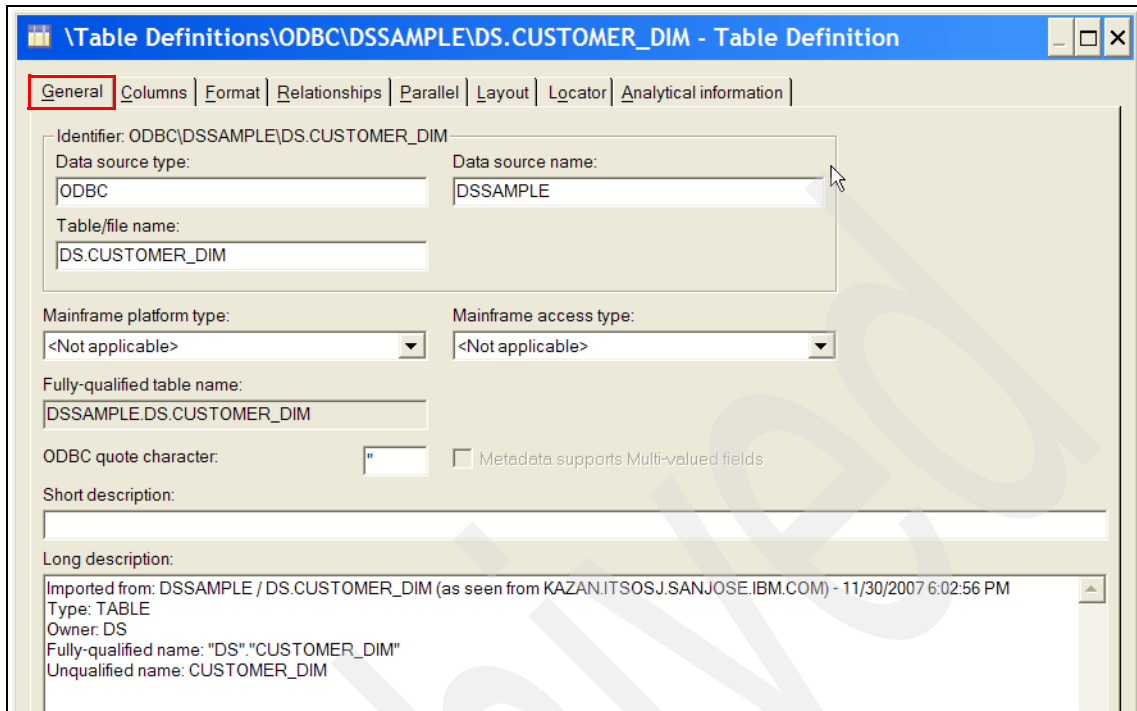 \Table Definitions\ODBC\DSSAMPLE\DS.CUSTOMER_DIM - Table Definition
General Columns Format Relationships Parallel Layout Locator Analytical information
Identifier: ODBC\DSSAMPLE\DS.CUSTOMER_DIM
Data source type: Data source name:
ODBC DSSAMPLE
Table/file name:
DS.CUSTOMER_DIM
Mainframe platform type: Mainframe access type:
<Not applicable> <Not applicable>
Fully-qualified table name:
DSSAMPLE.DS.CUSTOMER_DIM
ODBC quote character: " Metadata supports Multi-valued fields
Short description:
Long description:
Imported from: DSSAMPLE / DS.CUSTOMER_DIM (as seen from KAZAN.ITSOSJ.SANJOSE.IBM.COM) - 11/30/2007 6:02:56 PM
Type: TABLE
Owner: DS
Fully-qualified name: "DS"."CUSTOMER_DIM"
Unqualified name: CUSTOMER_DIM